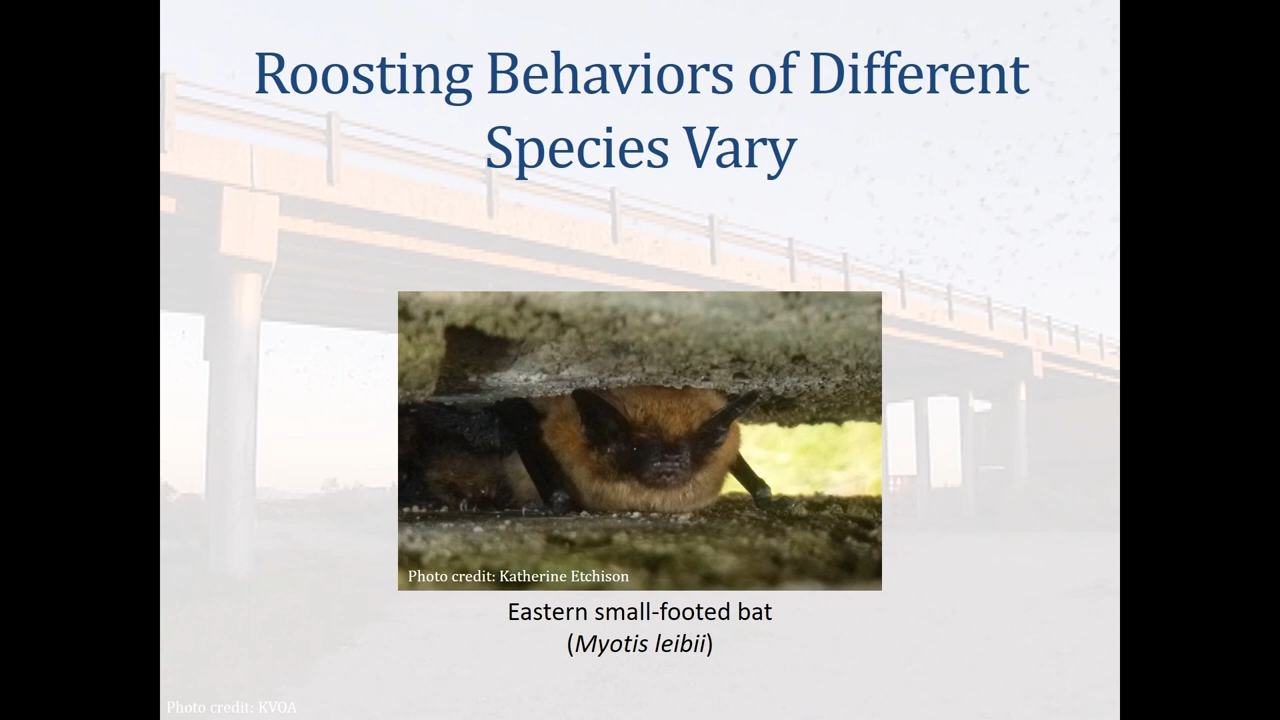 Roosting Behaviors of Different
Species Vary
Photo credit: Katherine Etchison
Eastern small-footed bat
(Myotis leibii)
Photo credit: KVOA